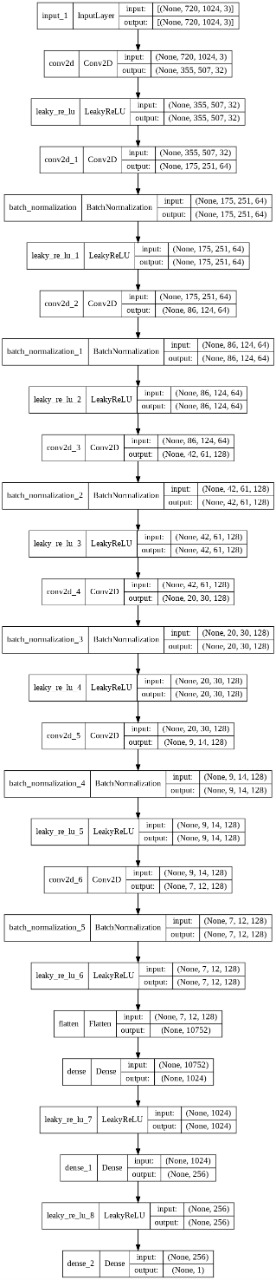 input_1 InputLayer input: [(None, 720, 1024, 3)]
output: [(None, 720, 1024, 3)]
conv2d Conv2D input: (None, 720, 1024, 3)
output: (None, 355, 507, 32)
leaky_re_lu LeakyReLU input: (None, 355, 507, 32)
output: (None, 355, 507, 32)
conv2d_1 Conv2D input: (None, 355, 507, 32)
output: (None, 175, 251, 64)
batch_normalization BatchNormalization input: (None, 175, 251, 64)
output: (None, 175, 251, 64)
leaky_re_lu_1 LeakyReLU input: (None, 175, 251, 64)
output: (None, 175, 251, 64)
conv2d_2 Conv2D input: (None, 175, 251, 64)
output: (None, 86, 124, 64)
batch_normalization_1 BatchNormalization input: (None, 86, 124, 64)
output: (None, 86, 124, 64)
leaky_re_lu_2 LeakyReLU input: (None, 86, 124, 64)
output: (None, 86, 124, 64)
conv2d_3 Conv2D input: (None, 86, 124, 64)
output: (None, 42, 61, 128)
batch_normalization_2 BatchNormalization input: (None, 42, 61, 128)
output: (None, 42, 61, 128)
leaky_re_lu_3 LeakyReLU input: (None, 42, 61, 128)
output: (None, 42, 61, 128)
conv2d_4 Conv2D input: (None, 42, 61, 128)
output: (None, 20, 30, 128)
batch_normalization_3 BatchNormalization input: (None, 20, 30, 128)
output: (None, 20, 30, 128)
leaky_re_lu_4 LeakyReLU input: (None, 20, 30, 128)
output: (None, 20, 30, 128)
conv2d_5 Conv2D input: (None, 20, 30, 128)
output: (None, 9, 14, 128)
batch_normalization_4 BatchNormalization input: (None, 9, 14, 128)
output: (None, 9, 14, 128)
leaky_re_lu_5 LeakyReLU input: (None, 9, 14, 128)
output: (None, 9, 14, 128)
conv2d_6 Conv2D input: (None, 9, 14, 128)
output: (None, 7, 12, 128)
batch_normalization_5 BatchNormalization input: (None, 7, 12, 128)
output: (None, 7, 12, 128)
leaky_re_lu_6 LeakyReLU input: (None, 7, 12, 128)
output: (None, 7, 12, 128)
flatten Flatten input: (None, 7, 12, 128)
output: (None, 10752)
dense Dense input: (None, 10752)
output: (None, 1024)
leaky_re_lu_7 LeakyReLU input: (None, 1024)
output: (None, 1024)
dense_1 Dense input: (None, 1024)
output: (None, 256)
leaky_re_lu_8 LeakyReLU input: (None, 256)
output: (None, 256)
dense_2 Dense input: (None, 256)
output: (None, 1)